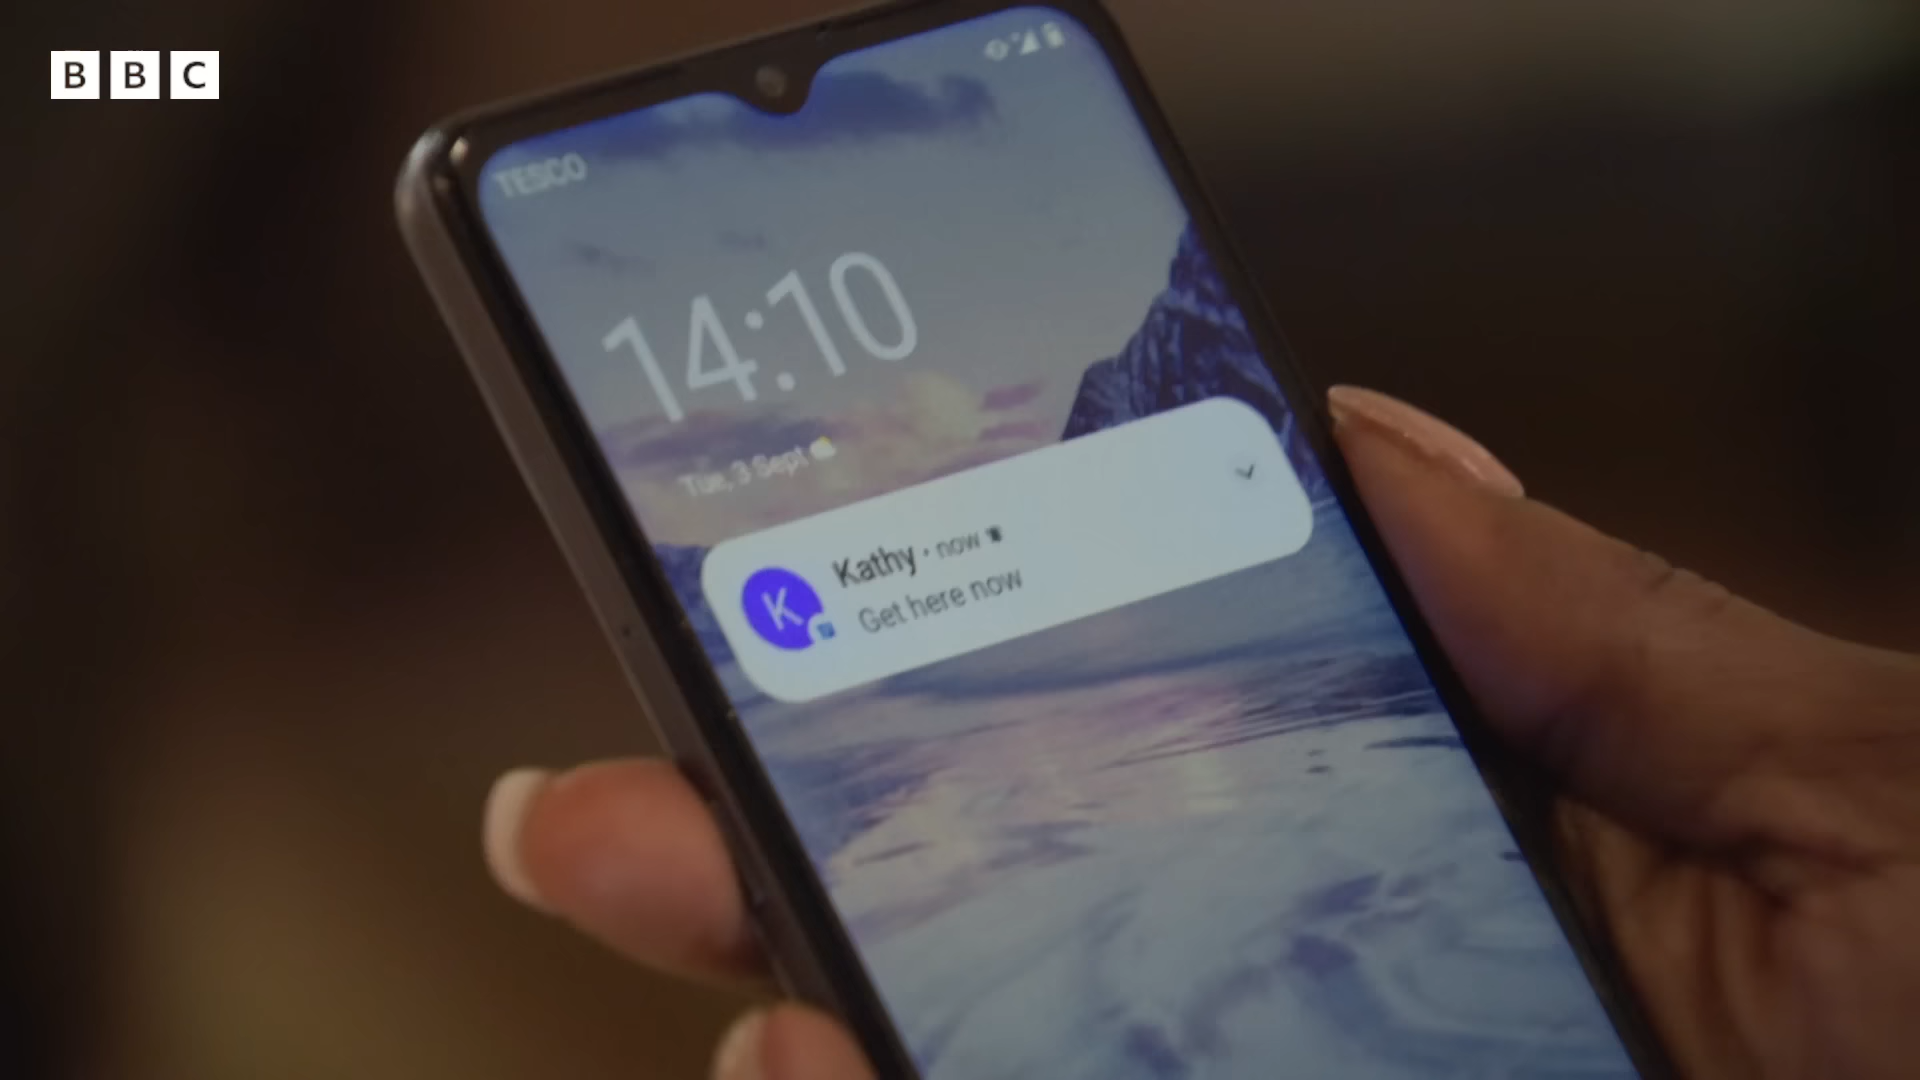 BBC
TESCO
14:10
Tue, 3 Sept
Kathy • now
K
Get here now